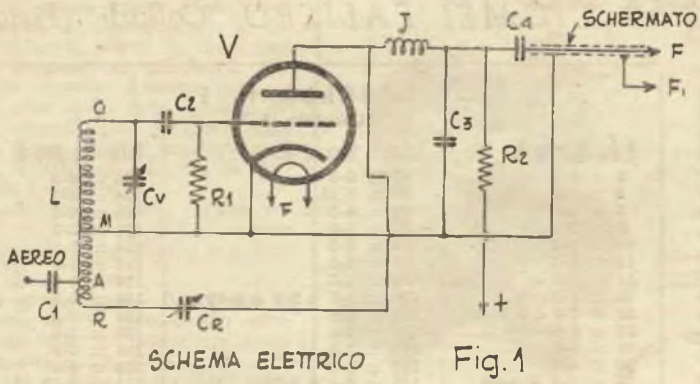 SCHERMATO
V
J
C4
F
F1
O
C2
C3
L
Cv
R1
R2
F
M
AEREO
A
C1
R
CR
+
SCHEMA ELETTRICO
Fig.1